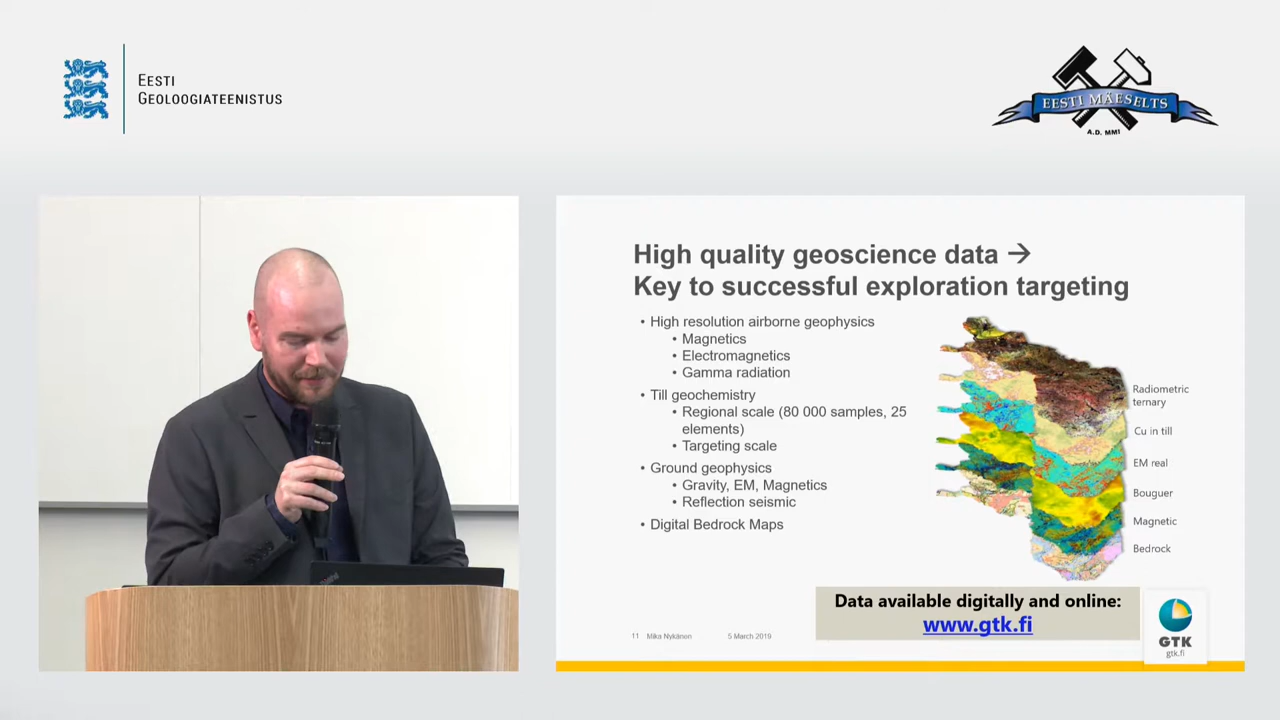 EESTI
GEOLOOGIATEENISTUS
EESTI MÄESELTS
A.D. MMI
High quality geoscience data →
Key to successful exploration targeting
• High resolution airborne geophysics
• Magnetics
• Electromagnetics
• Gamma radiation
• Till geochemistry
• Regional scale (80 000 samples, 25
elements)
• Targeting scale
• Ground geophysics
• Gravity, EM, Magnetics
• Reflection seismic
• Digital Bedrock Maps
Radiometric
ternary
Cu in till
EM real
Bouguer
Magnetic
Bedrock
Data available digitally and online:
www.gtk.fi
11 Mika Nykänen 5 March 2019
GTK
gtk.fi